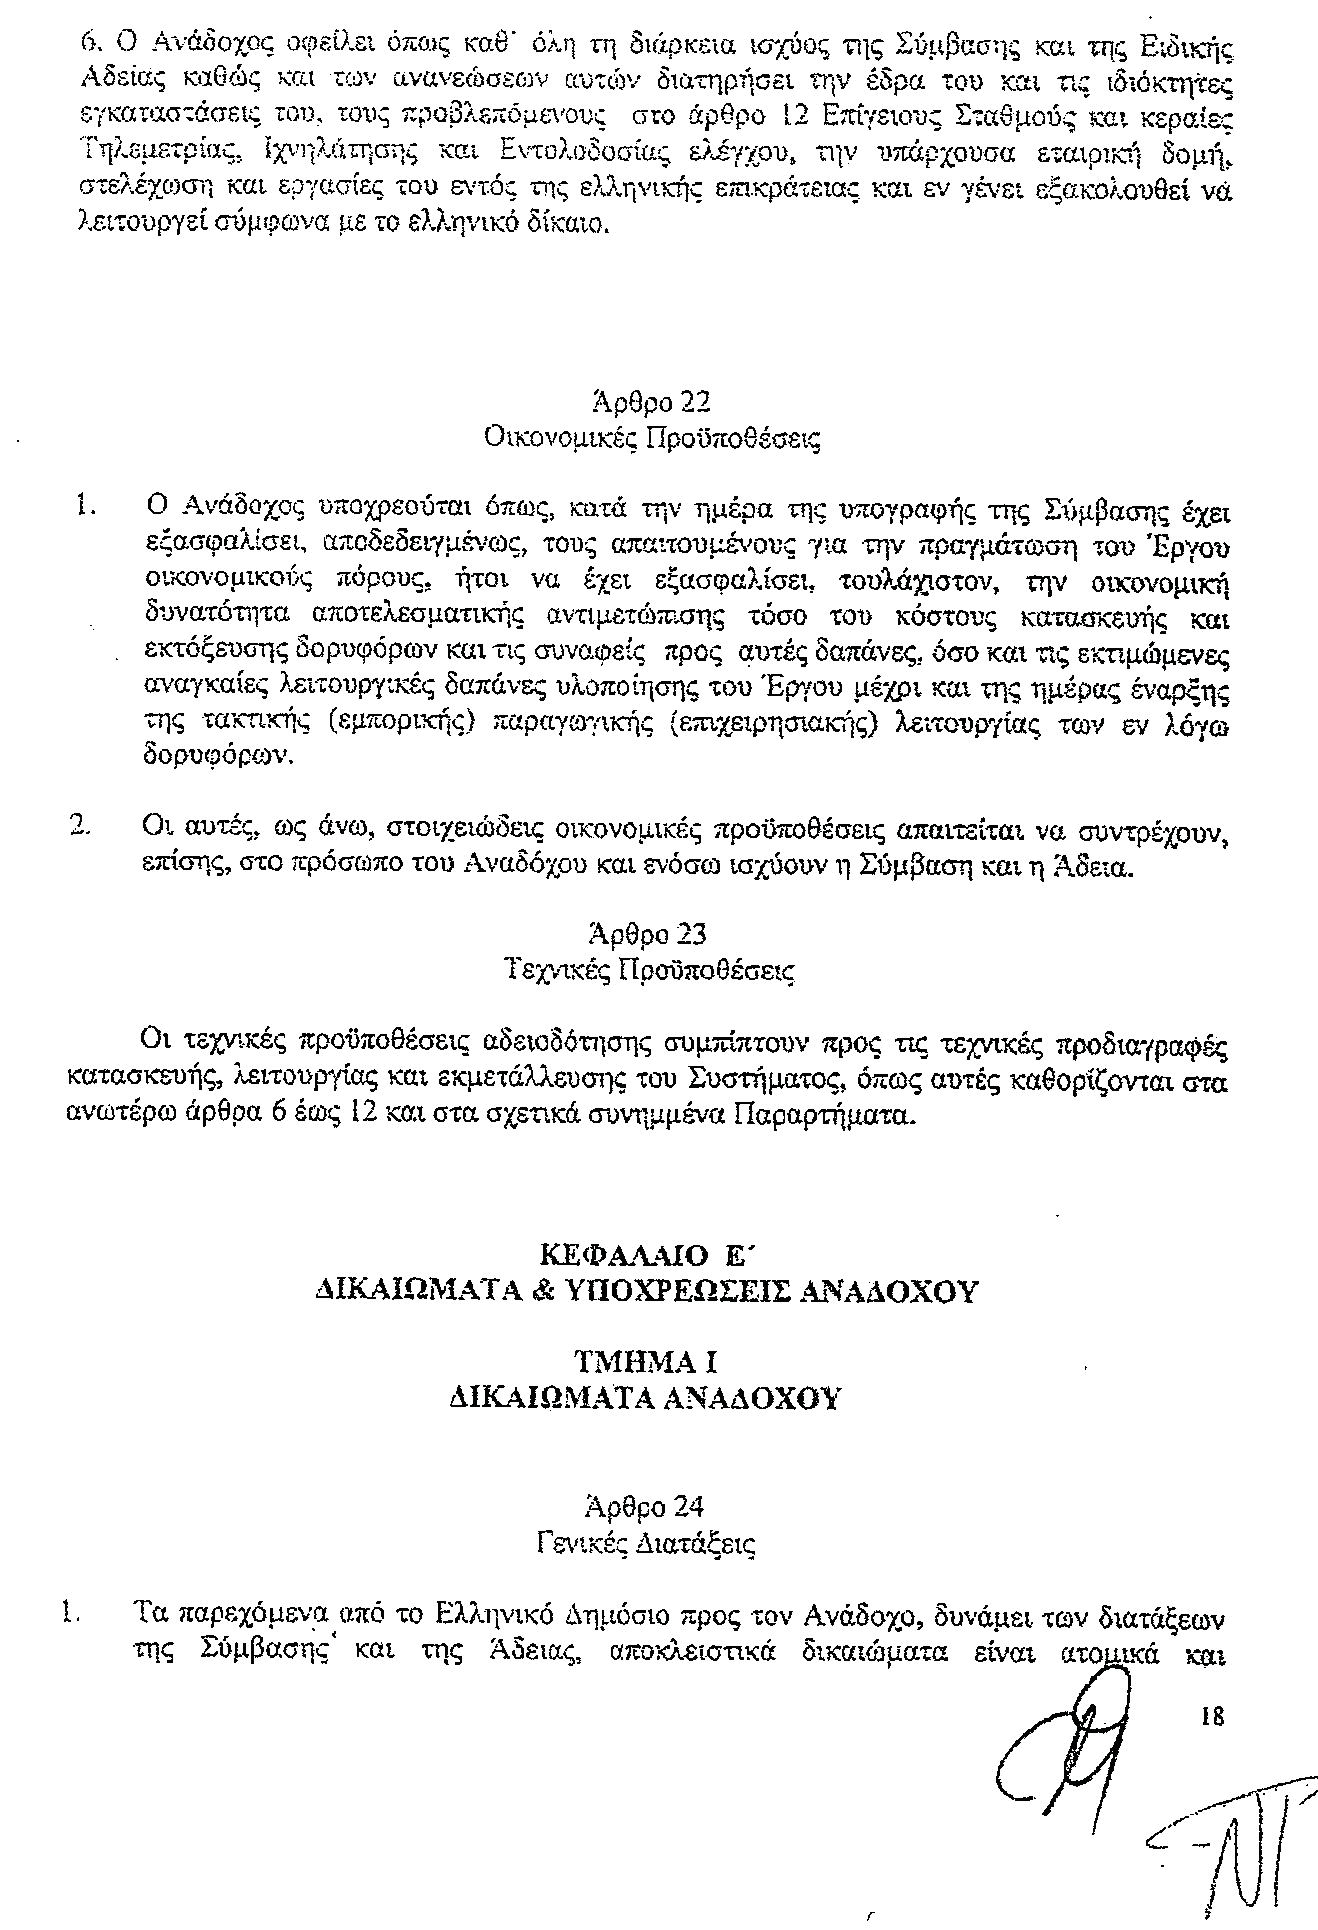 6. Ο Ανάδοχος οφείλει όπως καθ' όλη τη διάρκεια ισχύος της Σύμβασης και της Ειδικής
Αδείας καθώς και των ανανεώσεων αυτών διατηρήσει την έδρα του και τις ιδιόκτητες
εγκαταστάσεις του, τους προβλεπόμενους στο άρθρο 12 Επίγειους Σταθμούς και κεραίες
Τηλεμετρίας, Ιχνηλάτησης και Εντολοδοσίας ελέγχου, την υπάρχουσα εταιρική δομή,
στελέχωση και εργασίες του εντός της ελληνικής επικράτειας και εν γένει εξακολουθεί να
λειτουργεί σύμφωνα με το ελληνικό δίκαιο.
Άρθρο 22
Οικονομικές Προϋποθέσεις
1. Ο Ανάδοχος υποχρεούται όπως, κατά την ημέρα της υπογραφής της Σύμβασης έχει
εξασφαλίσει, αποδεδειγμένως, τους απαιτουμένους για την πραγμάτωση του Έργου
οικονομικούς πόρους, ήτοι να έχει εξασφαλίσει, τουλάχιστον, την οικονομική
δυνατότητα αποτελεσματικής αντιμετώπισης τόσο του κόστους κατασκευής και
εκτόξευσης δορυφόρων και τις συναφείς προς αυτές δαπάνες, όσο και τις εκτιμώμενες
αναγκαίες λειτουργικές δαπάνες υλοποίησης του Έργου μέχρι και της ημέρας έναρξης
της τακτικής (εμπορικής) παραγωγικής (επιχειρησιακής) λειτουργίας των εν λόγω
δορυφόρων.
2. Οι αυτές, ως άνω, στοιχειώδεις οικονομικές προϋποθέσεις απαιτείται να συντρέχουν,
επίσης, στο πρόσωπο του Αναδόχου και ενόσω ισχύουν η Σύμβαση και η Άδεια.
Άρθρο 23
Τεχνικές Προϋποθέσεις
Οι τεχνικές προϋποθέσεις αδειοδότησης συμπίπτουν προς τις τεχνικές προδιαγραφές
κατασκευής, λειτουργίας και εκμετάλλευσης του Συστήματος, όπως αυτές καθορίζονται στα
ανωτέρω άρθρα 6 έως 12 και στα σχετικά συνημμένα Παραρτήματα.
ΚΕΦΑΛΑΙΟ Ε΄
ΔΙΚΑΙΩΜΑΤΑ & ΥΠΟΧΡΕΩΣΕΙΣ ΑΝΑΔΟΧΟΥ
ΤΜΗΜΑ Ι
ΔΙΚΑΙΩΜΑΤΑ ΑΝΑΔΟΧΟΥ
Άρθρο 24
Γενικές Διατάξεις
1. Τα παρεχόμενα από το Ελληνικό Δημόσιο προς τον Ανάδοχο, δυνάμει των διατάξεων
της Σύμβασης και της Άδειας, αποκλειστικά δικαιώματα είναι ατομικά και
18